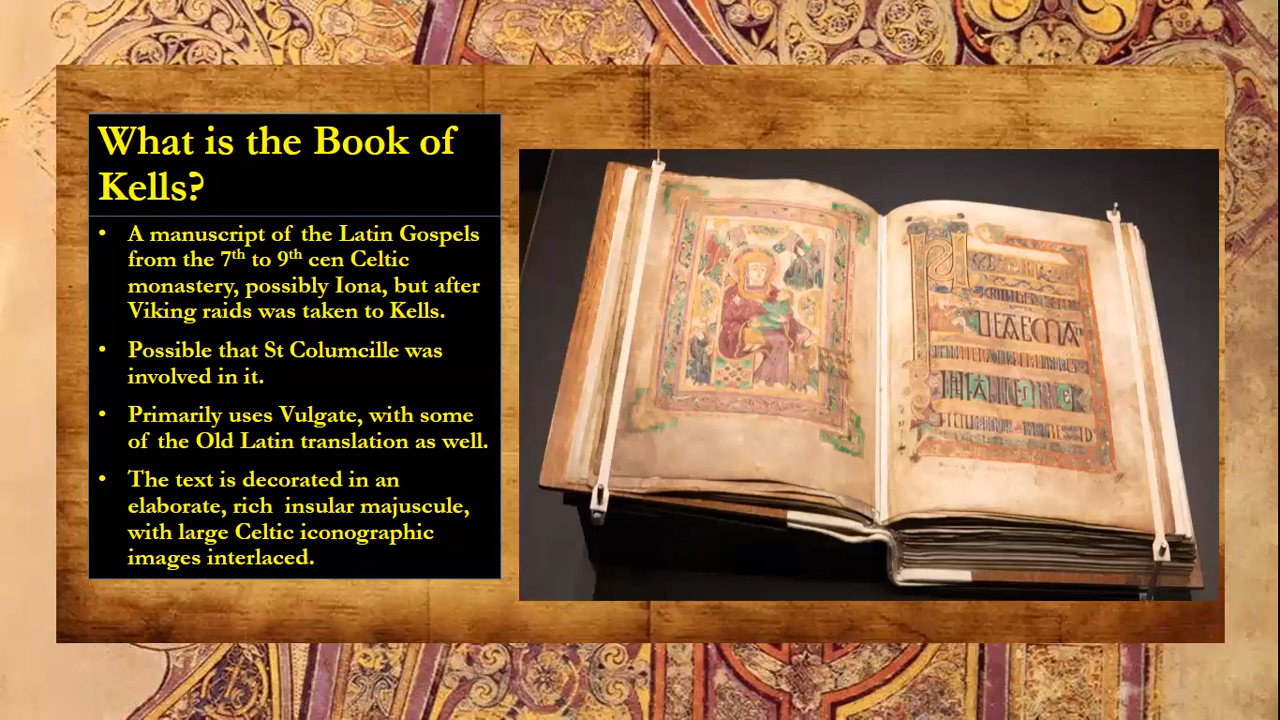 What is the Book of
Kells?
• A manuscript of the Latin Gospels
from the 7th to 9th cen Celtic
monastery, possibly Iona, but after
Viking raids was taken to Kells.
• Possible that St Columcille was
involved in it.
• Primarily uses Vulgate, with some
of the Old Latin translation as well.
• The text is decorated in an
elaborate, rich insular majuscule,
with large Celtic iconographic
images interlaced.